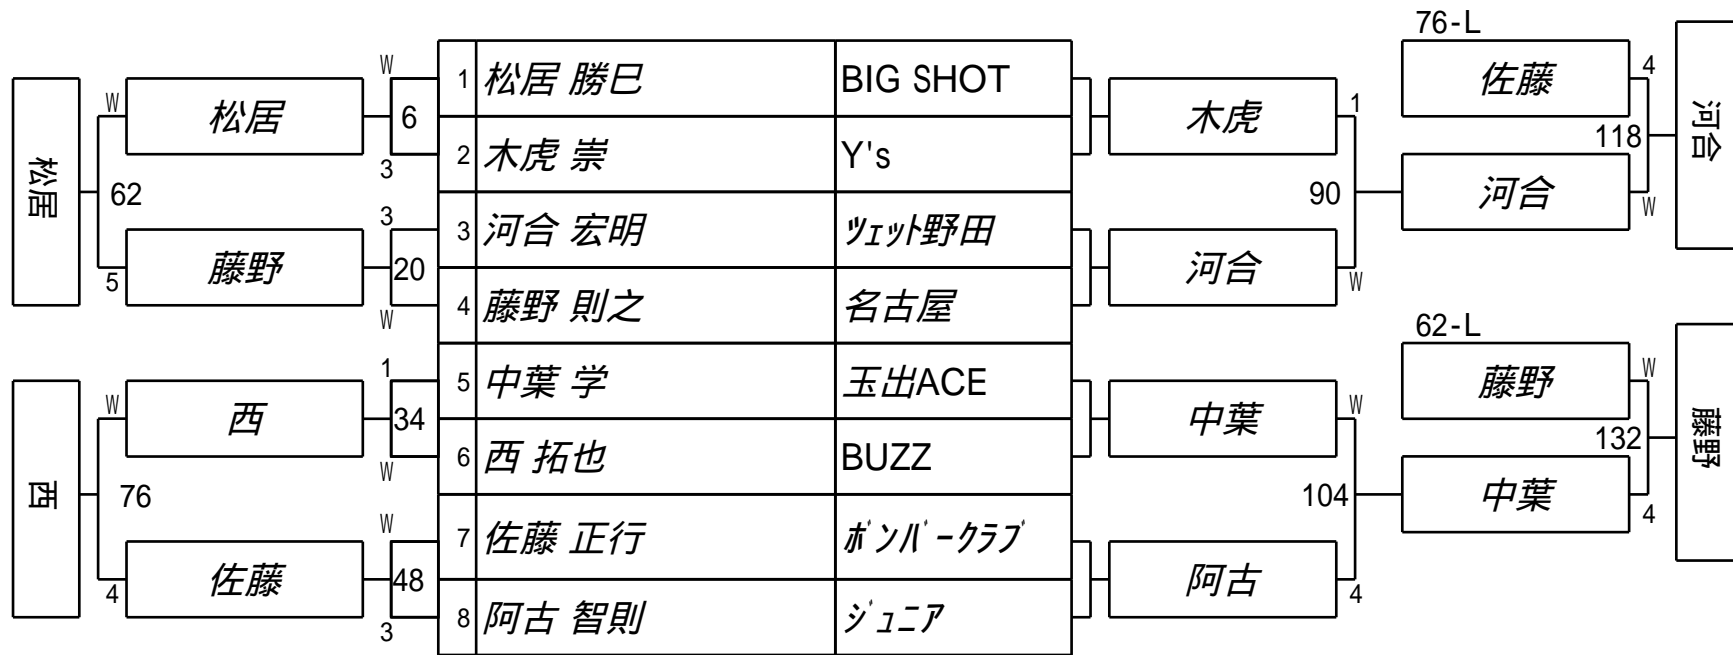 76-L
W
1 松居 勝巳 BIG SHOT
佐藤 4
W 松居 6 木虎 1
河合
118
2 木虎 崇 Y's
3
松居 62 90 河合 W
3
3 河合 宏明 ツェット野田
5 藤野 20 河合 W
4 藤野 則之 名古屋
W
62-L
1
5 中葉 学 玉出ACE
藤野 W
W 西 34 中葉 W
藤野
132
6 西 拓也 BUZZ
W
西 76 104 中葉 4
W
7 佐藤 正行 ボンバークラブ
4 佐藤 48 阿古 4
8 阿古 智則 ジュニア
3